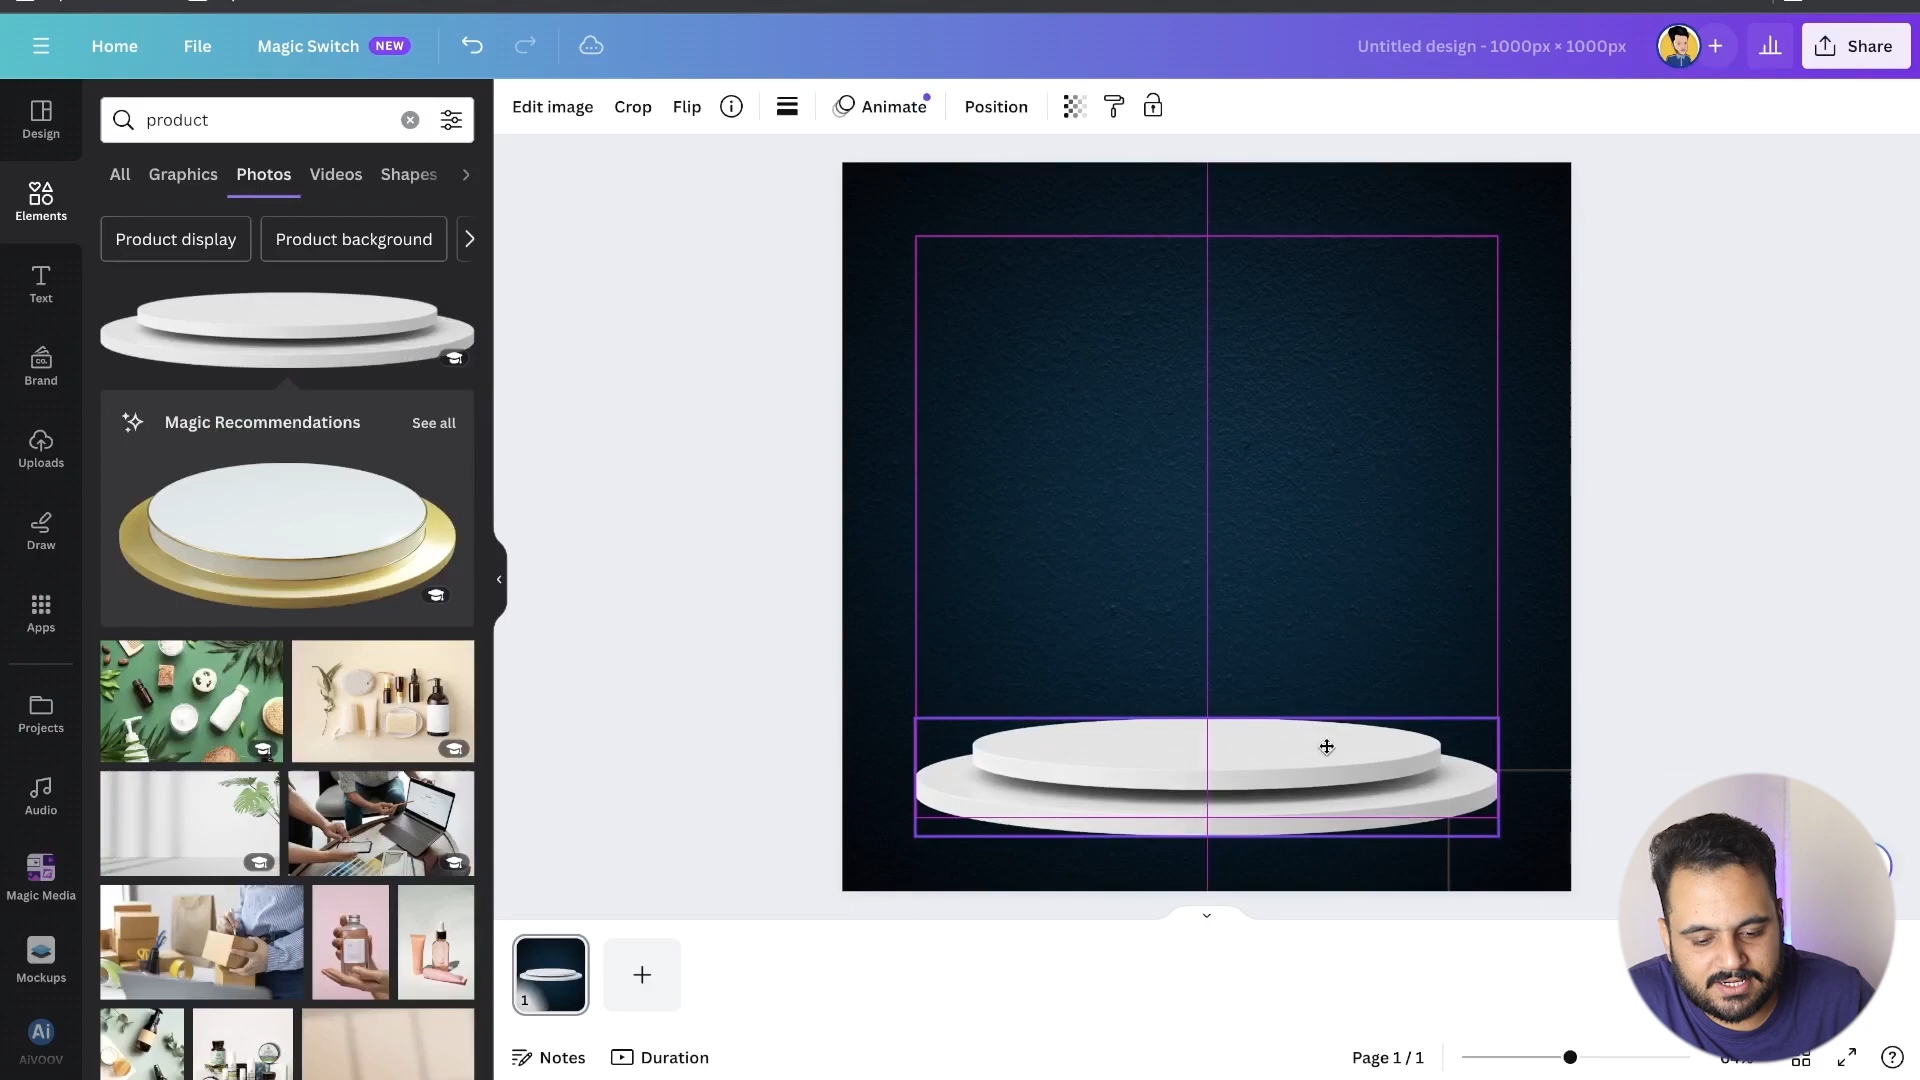 Home
File
Magic Switch NEW
Untitled design - 1000px × 1000px
Share
Design
Elements
Text
Brand
CO.
Uploads
Draw
Apps
Projects
Audio
Magic Media
Mockups
Ai
AiVOOV
product
All
Graphics
Photos
Videos
Shapes
Product display
Product background
Magic Recommendations
See all
Edit image
Crop
Flip
Animate
Position
1
Notes
Duration
Page 1 / 1